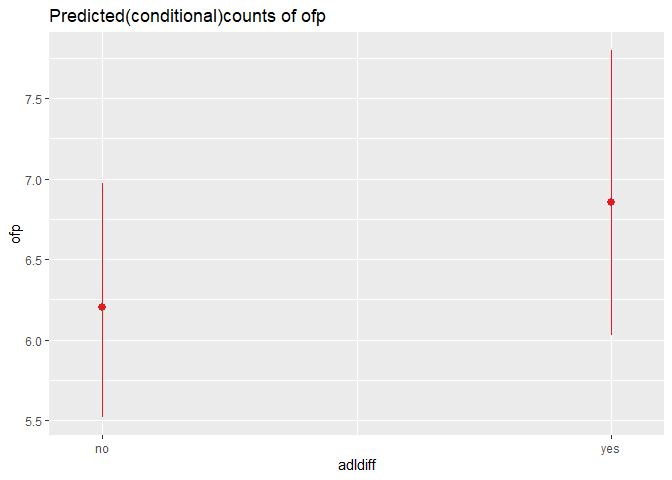 Predicted(conditional)counts of ofp
7.5
7.0
6.5
6.0
5.5
ofp
no
yes
adldiff